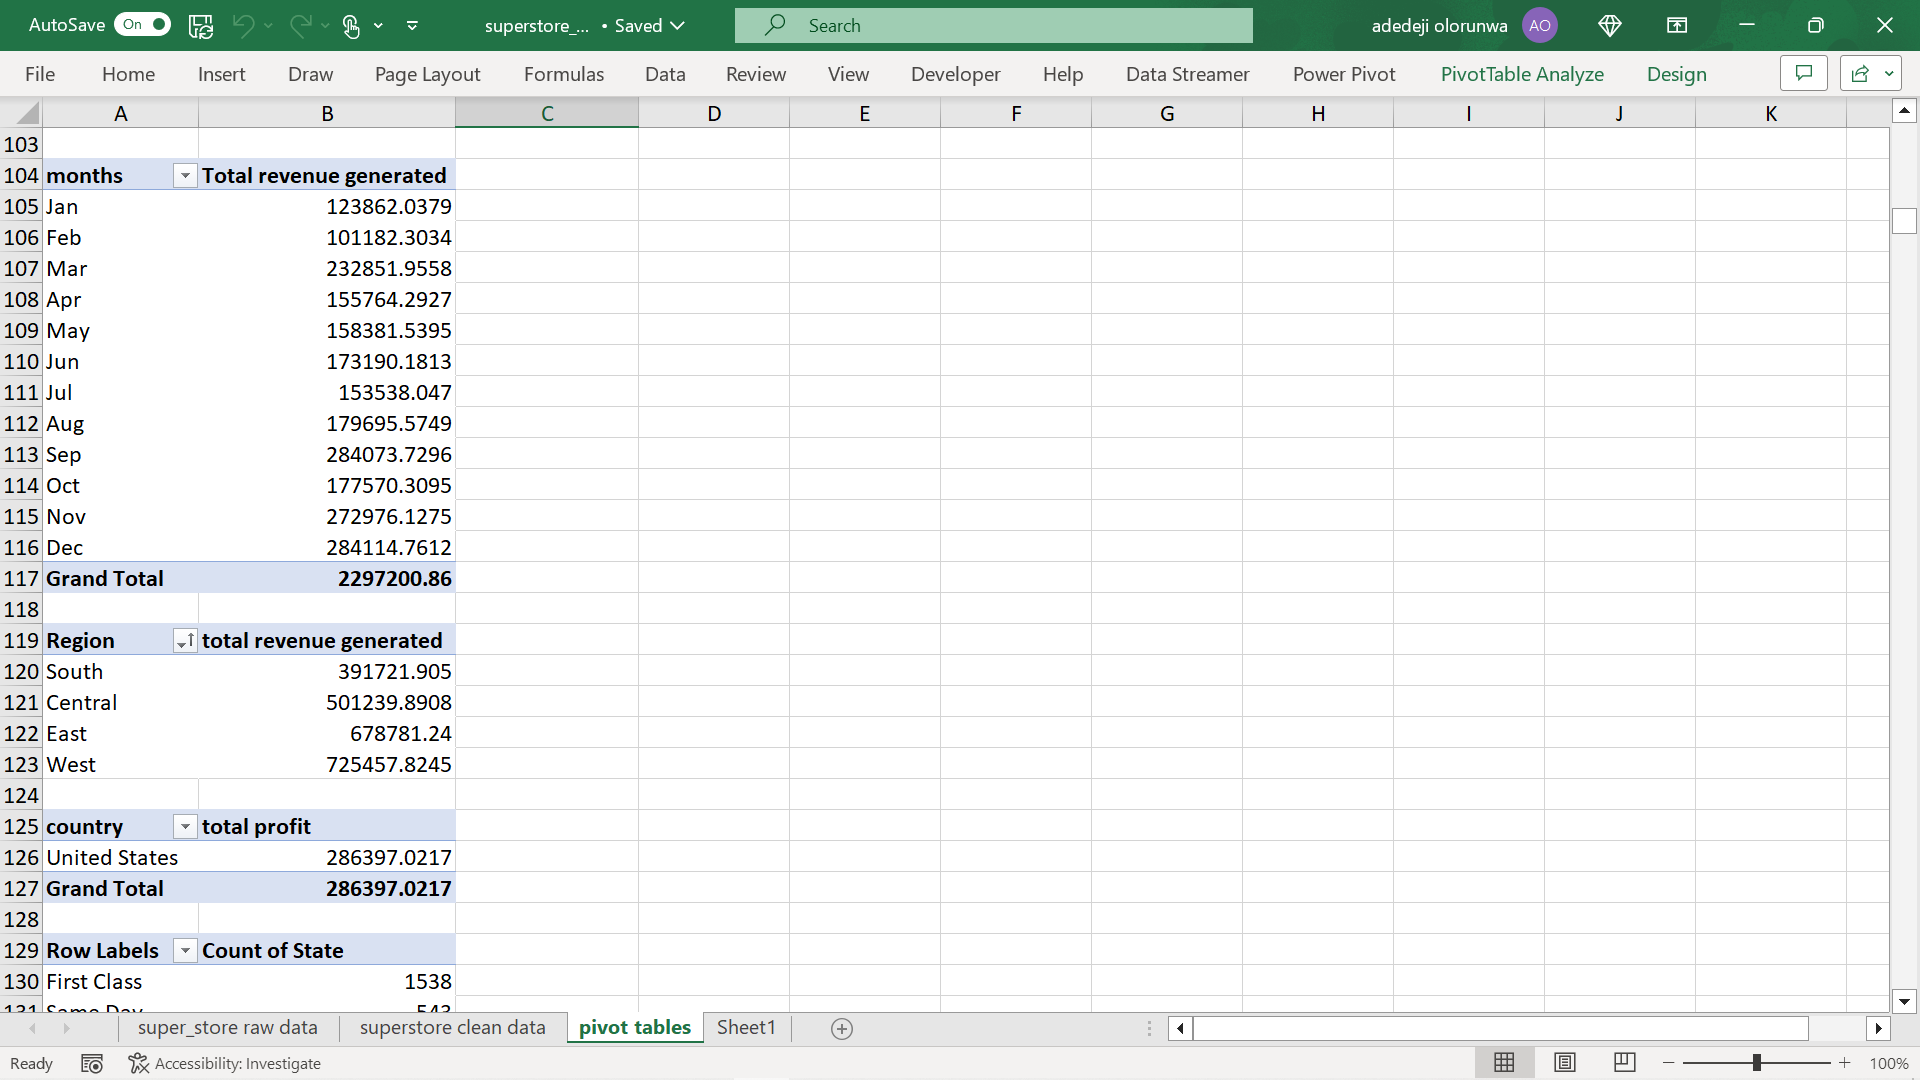 AutoSave On superstore_... • Saved Search adedeji olorunwa AO
File Home Insert Draw Page Layout Formulas Data Review View Developer Help Data Streamer Power Pivot PivotTable Analyze Design
A B C D E F G H I J K
103
104 months Total revenue generated
105 Jan 123862.0379
106 Feb 101182.3034
107 Mar 232851.9558
108 Apr 155764.2927
109 May 158381.5395
110 Jun 173190.1813
111 Jul 153538.047
112 Aug 179695.5749
113 Sep 284073.7296
114 Oct 177570.3095
115 Nov 272976.1275
116 Dec 284114.7612
117 Grand Total 2297200.86
118
119 Region total revenue generated
120 South 391721.905
121 Central 501239.8908
122 East 678781.24
123 West 725457.8245
124
125 country total profit
126 United States 286397.0217
127 Grand Total 286397.0217
128
129 Row Labels Count of State
130 First Class 1538
131 Same Day 543
super_store raw data superstore clean data pivot tables Sheet1
Ready Accessibility: Investigate 100%